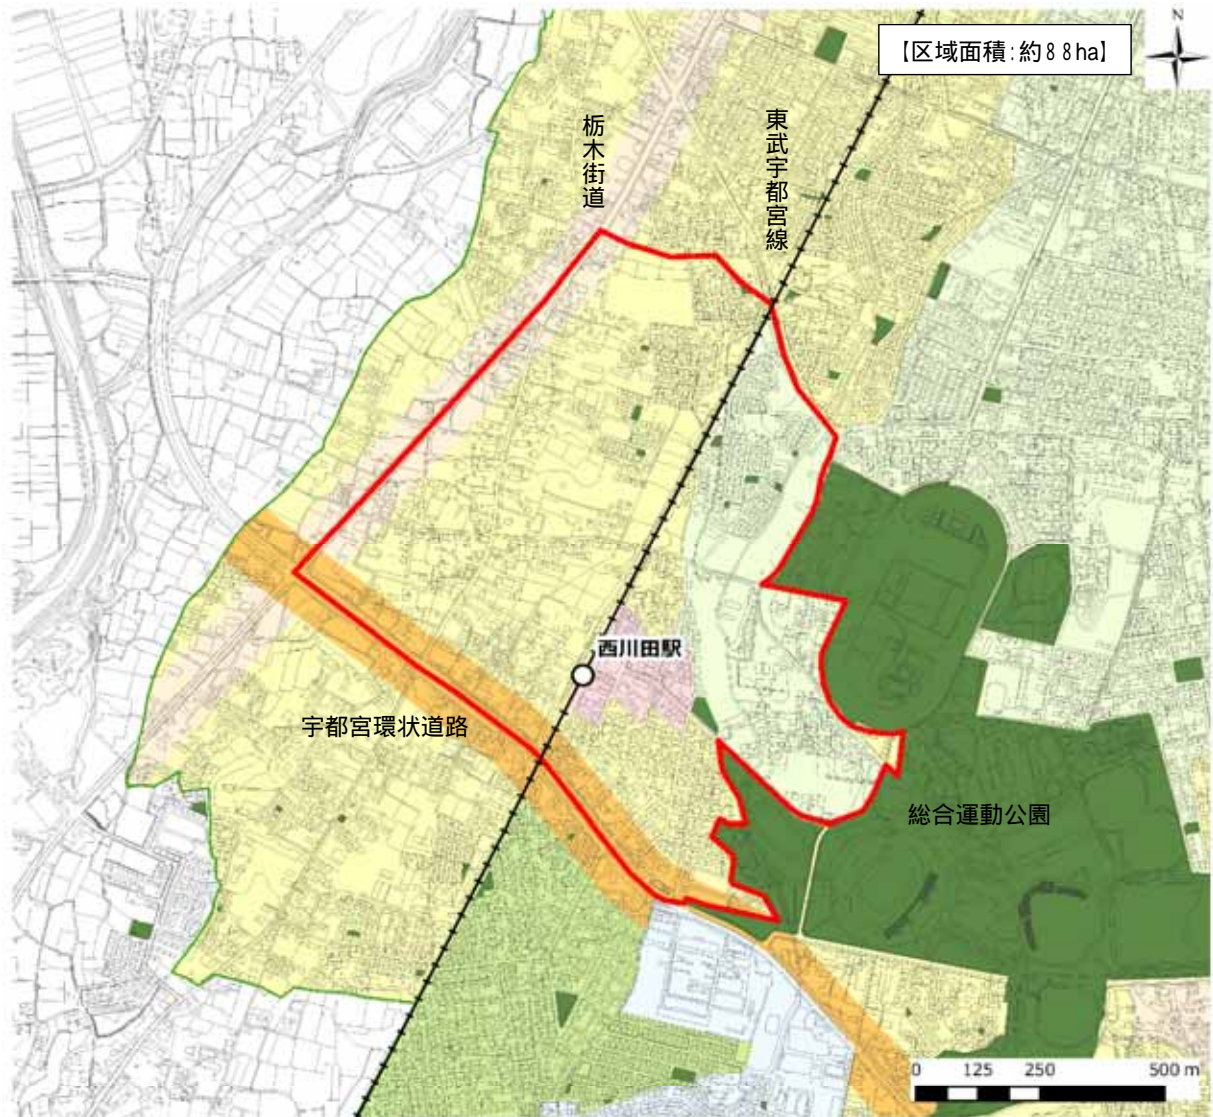 N
【区域面積:約88ha】
栃木街道
東武宇都宮線
西川田駅
宇都宮環状道路
総合運動公園
0 125 250 500 m